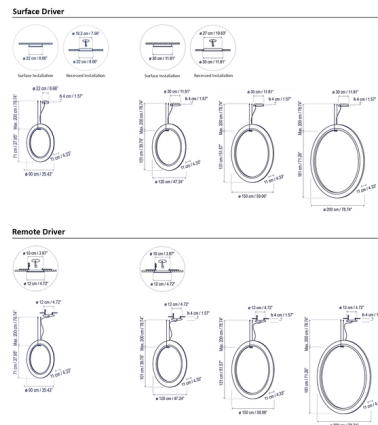 Surface Driver
ø 19.2 cm / 7.56"
ø 22 cm / 8.66"
ø 22 cm / 8.66"
Surface Installation
Recessed Installation
ø 27 cm / 10.63"
ø 30 cm / 11.81"
ø 30 cm / 11.81"
Surface Installation
Recessed Installation
ø 22 cm / 8.66"
h 4 cm / 1.57"
Max. 200 cm / 78.74"
71 cm / 27.95"
11 cm / 4.33"
ø 90 cm / 35.43"
ø 30 cm / 11.81"
h 4 cm / 1.57"
Max. 200 cm / 78.74"
101 cm / 39.76"
11 cm / 4.33"
ø 120 cm / 47.24"
ø 30 cm / 11.81"
h 4 cm / 1.57"
Max. 200 cm / 78.74"
131 cm / 51.57"
11 cm / 4.33"
ø 150 cm / 59.06"
ø 30 cm / 11.81"
h 4 cm / 1.57"
Max. 200 cm / 78.74"
181 cm / 71.26"
11 cm / 4.33"
ø 200 cm / 78.74"
Remote Driver
ø 10 cm / 3.93"
ø 12 cm / 4.72"
ø 10 cm / 3.93"
ø 12 cm / 4.72"
ø 12 cm / 4.72"
Max. 200 cm / 78.74"
71 cm / 27.95"
11 cm / 4.33"
ø 90 cm / 35.43"
ø 12 cm / 4.72"
h 4 cm / 1.57"
Max. 200 cm / 78.74"
101 cm / 39.76"
11 cm / 4.33"
ø 120 cm / 47.24"
ø 12 cm / 4.72"
h 4 cm / 1.57"
Max. 200 cm / 78.74"
131 cm / 51.57"
11 cm / 4.33"
ø 150 cm / 59.06"
ø 12 cm / 4.72"
h 4 cm /
Max. 200 cm / 78.74"
181 cm / 71.26"
11 cm /